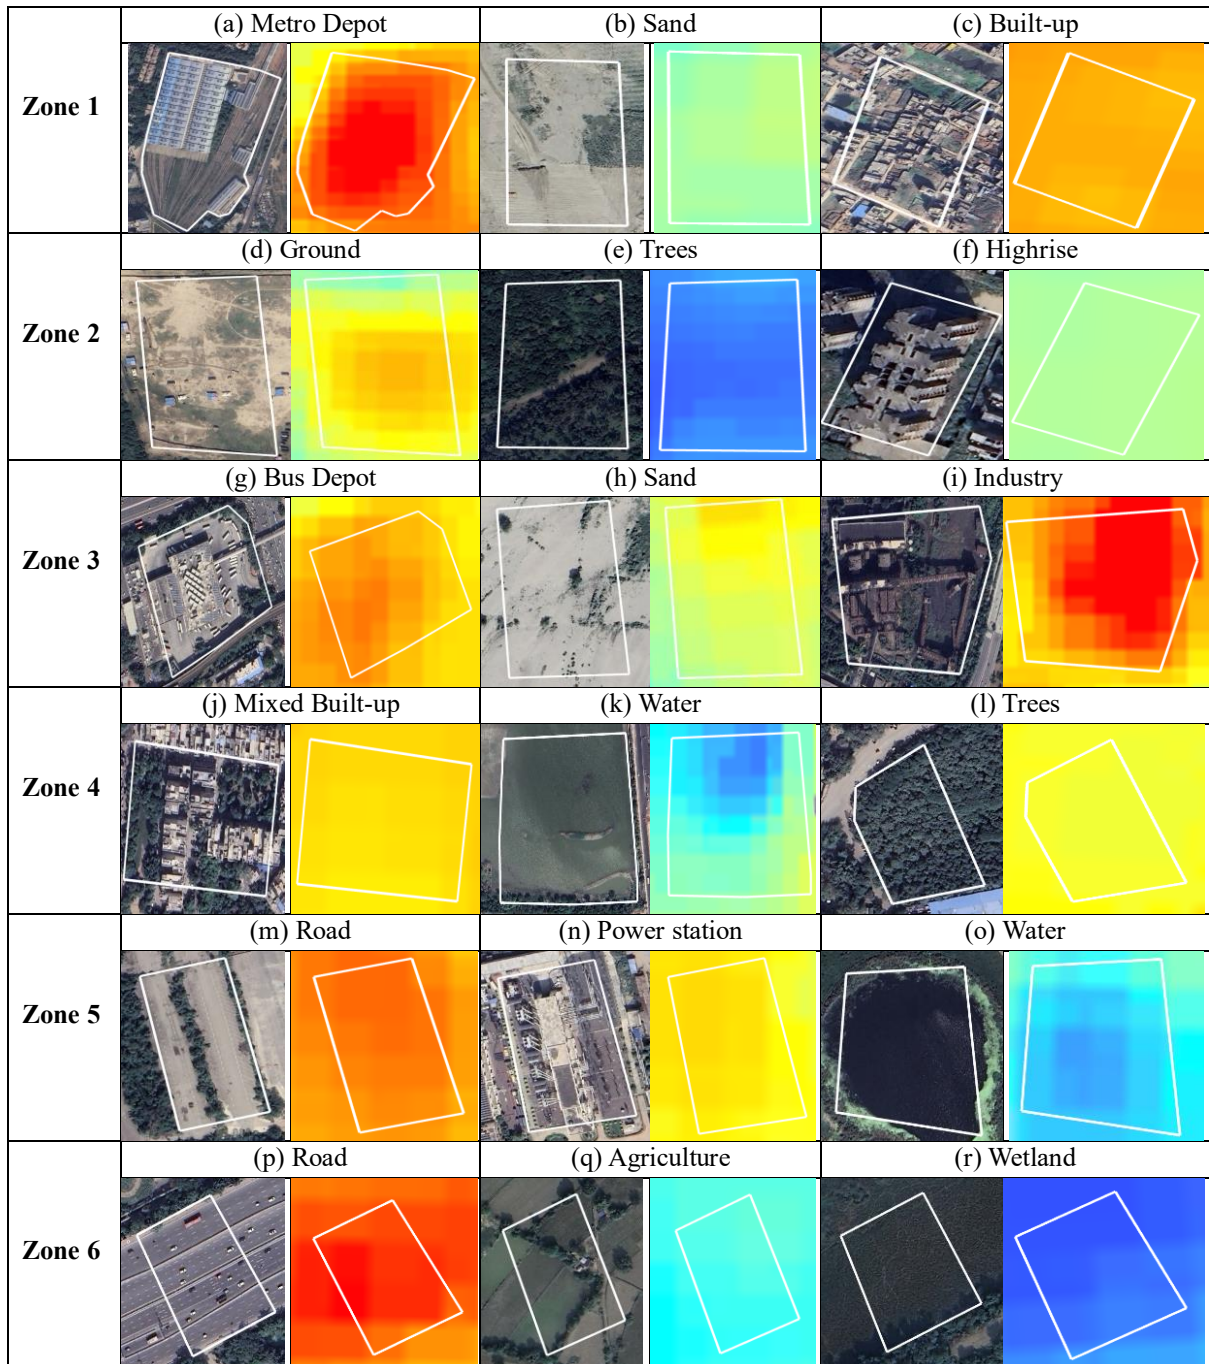 (a) Metro Depot (b) Sand (c) Built-up
Zone 1
(d) Ground (e) Trees (f) Highrise
Zone 2
(g) Bus Depot (h) Sand (i) Industry
Zone 3
(j) Mixed Built-up (k) Water (l) Trees
Zone 4
(m) Road (n) Power station (o) Water
Zone 5
(p) Road (q) Agriculture (r) Wetland
Zone 6